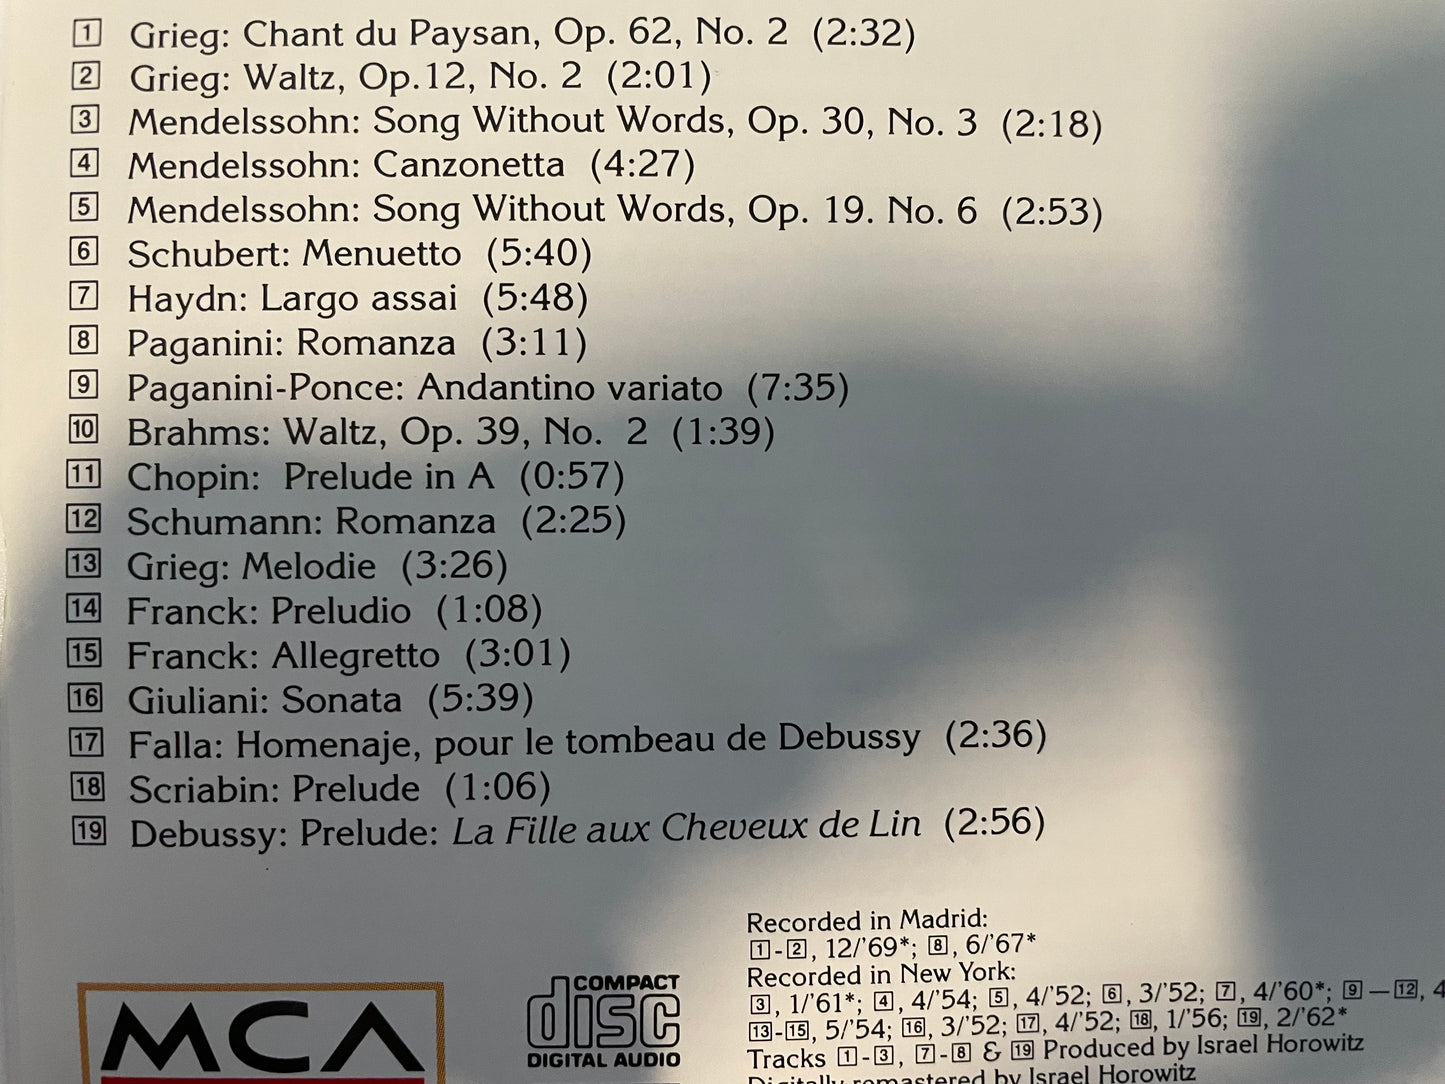 1 Grieg: Chant du Paysan, Op. 62, No. 2 (2:32)
2 Grieg: Waltz, Op.12, No. 2 (2:01)
3 Mendelssohn: Song Without Words, Op. 30, No. 3 (2:18)
4 Mendelssohn: Canzonetta (4:27)
5 Mendelssohn: Song Without Words, Op. 19. No. 6 (2:53)
6 Schubert: Menuetto (5:40)
7 Haydn: Largo assai (5:48)
8 Paganini: Romanza (3:11)
9 Paganini-Ponce: Andantino variato (7:35)
10 Brahms: Waltz, Op. 39, No. 2 (1:39)
11 Chopin: Prelude in A (0:57)
12 Schumann: Romanza (2:25)
13 Grieg: Melodie (3:26)
14 Franck: Preludio (1:08)
15 Franck: Allegretto (3:01)
16 Giuliani: Sonata (5:39)
17 Falla: Homenaje, pour le tombeau de Debussy (2:36)
18 Scriabin: Prelude (1:06)
19 Debussy: Prelude: La Fille aux Cheveux de Lin (2:56)
MCA
COMPACT
disc
DIGITAL AUDIO
Recorded in Madrid:
1-2, 12/'69*; 8, 6/'67*
Recorded in New York:
3, 1/'61*; 4, 4/'54; 5, 4/'52; 6, 3/'52; 7, 4/'60*; 9—12, 4
13-15, 5/'54; 16, 3/'52; 17, 4/'52; 18, 1/'56; 19, 2/'62*
Tracks 1-3, 7-8 & 19 Produced by Israel Horowitz
Digitally remastered by Israel Horowitz